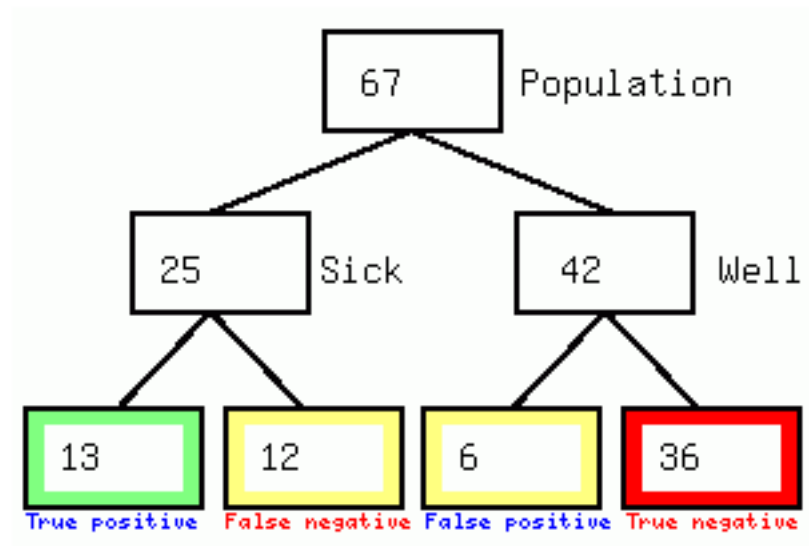 67 Population
25 Sick 42 Well
13 12 6 36
True positive False negative False positive True negative